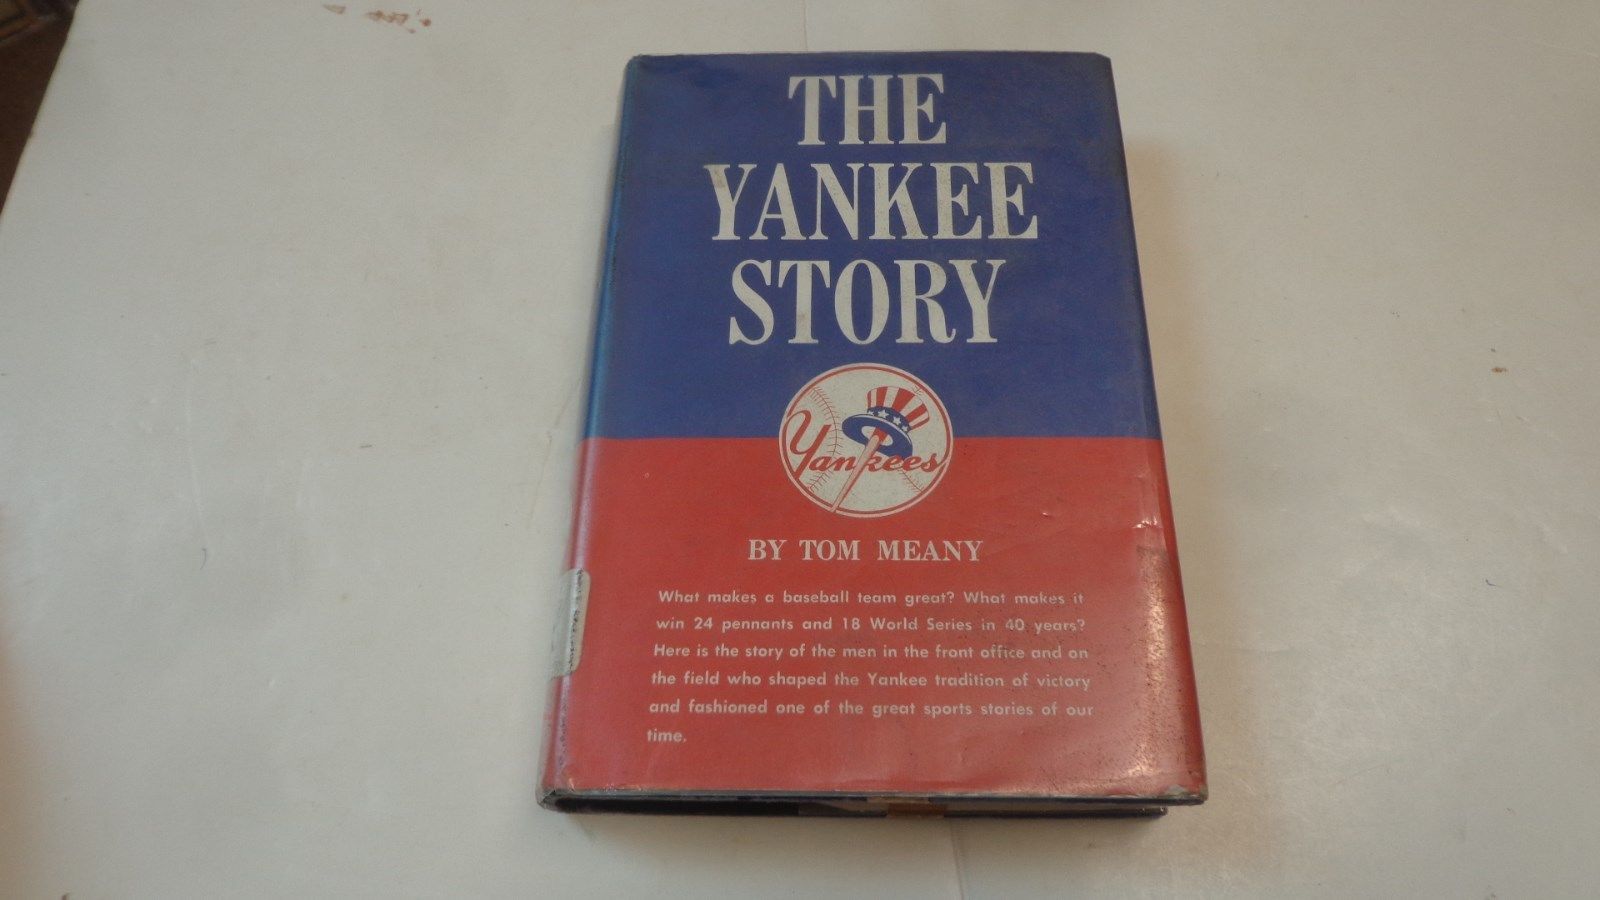 THE
YANKEE
STORY
Yankees
BY TOM MEANY
What makes a baseball team great? What makes it
win 24 pennants and 18 World Series in 40 years?
Here is the story of the men in the front office and on
the field who shaped the Yankee tradition of victory
and fashioned one of the great sports stories of our
time.